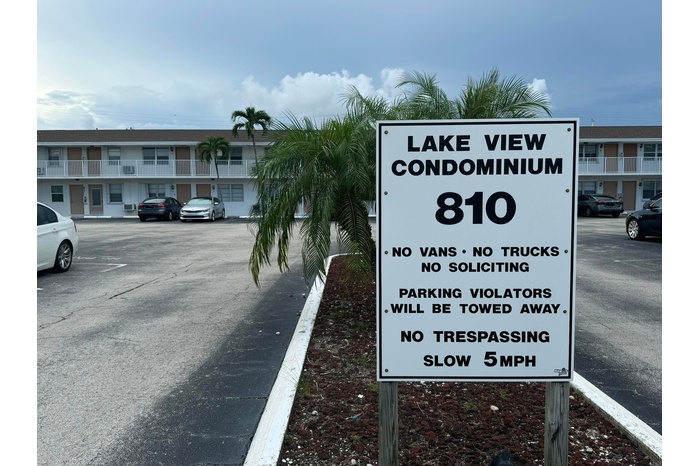 LAKE VIEW
CONDOMINIUM
810
NO VANS • NO TRUCKS
NO SOLICITING
PARKING VIOLATORS
WILL BE TOWED AWAY
NO TRESPASSING
SLOW 5MPH